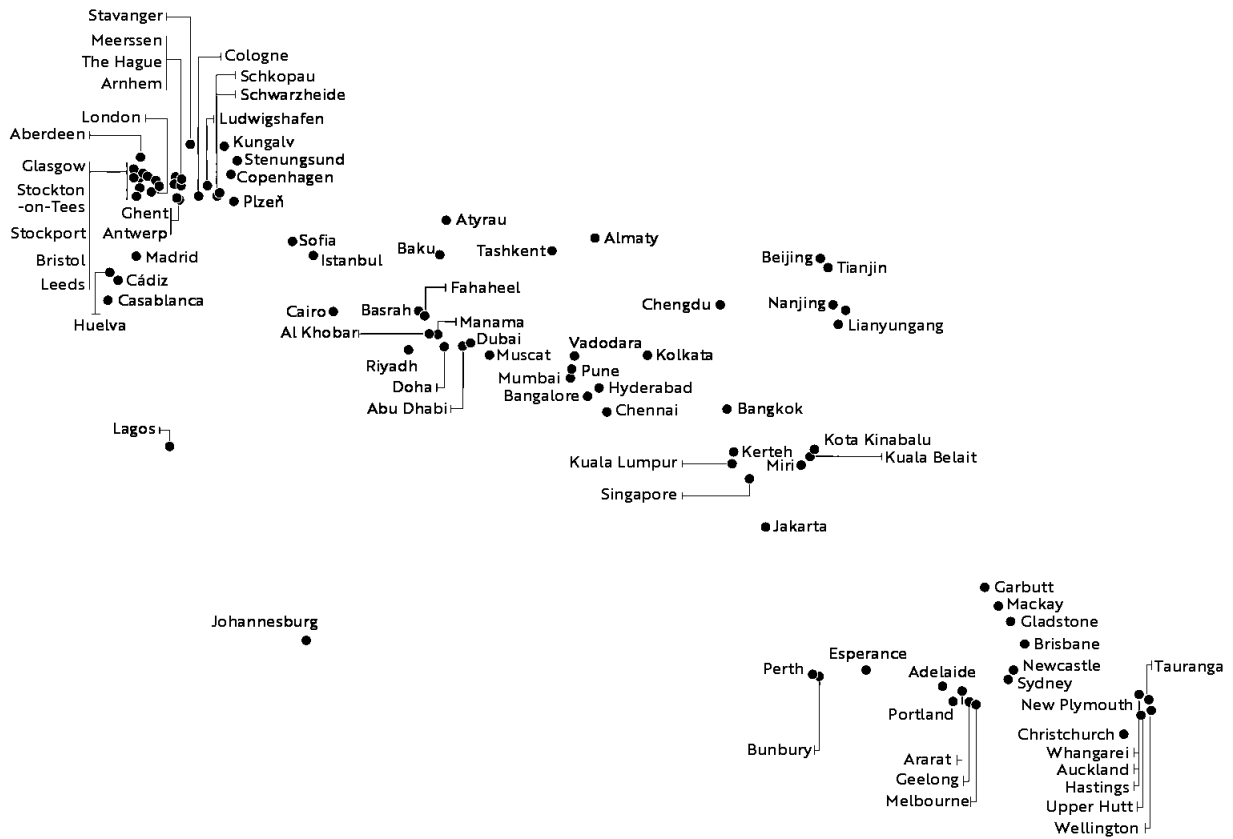 Stavanger
Meerssen
The Hague
Arnhem
Cologne
Schkopau
Schwarzheide
London
Ludwigshafen
Aberdeen
Kungalv
Stenungsund
Glasgow
Copenhagen
Stockton
-on-Tees
Plzeň
Ghent
Stockport
Antwerp
Bristol
Leeds
Madrid
Cádiz
Casablanca
Huelva
Atyrau
Sofia
Istanbul
Baku
Tashkent
Almaty
Beijing
Tianjin
Fahaheel
Cairo
Basrah
Chengdu
Nanjing
Lianyungang
Al Khobar
Manama
Dubai
Muscat
Riyadh
Doha
Abu Dhabi
Vadodara
Kolkata
Pune
Mumbai
Hyderabad
Bangalore
Chennai
Bangkok
Lagos
Kota Kinabalu
Kerteh
Kuala Belait
Kuala Lumpur
Miri
Singapore
Jakarta
Garbutt
Mackay
Gladstone
Johannesburg
Brisbane
Esperance
Perth
Newcastle
Tauranga
Adelaide
Sydney
Portland
New Plymouth
Christchurch
Bunbury
Whangarei
Ararat
Auckland
Geelong
Hastings
Melbourne
Upper Hutt
Wellington